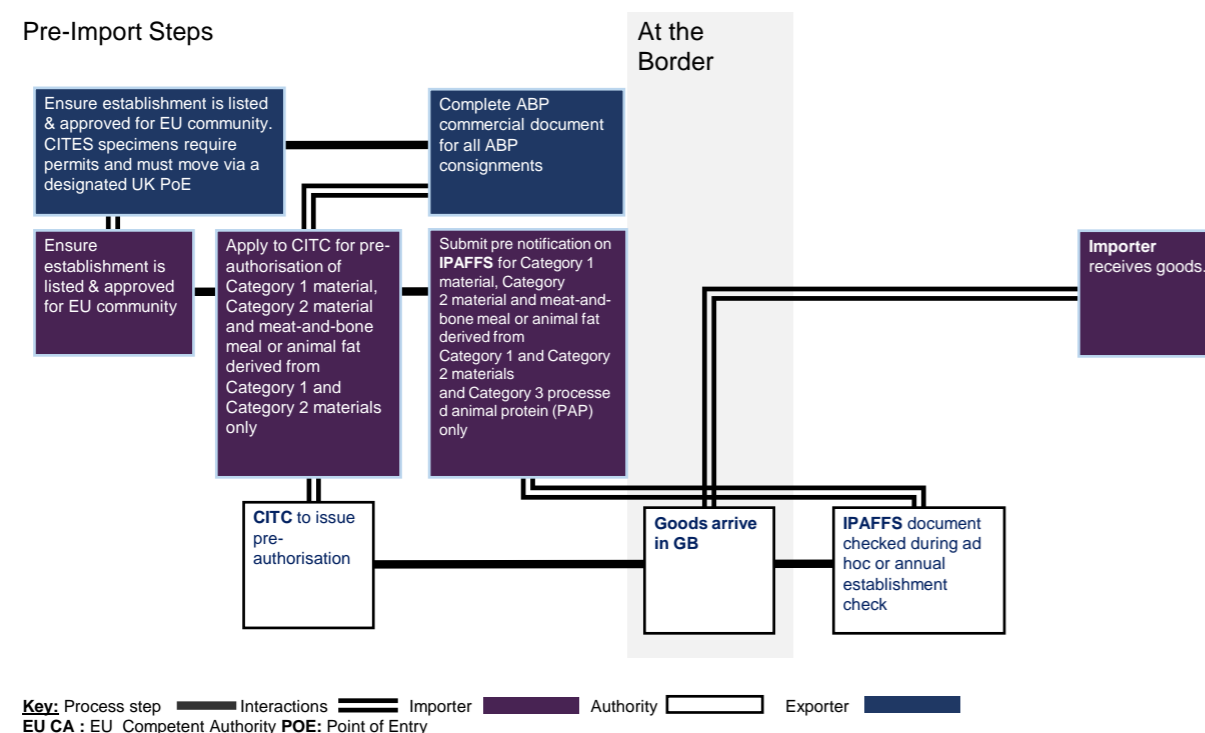 Pre-Import Steps
At the
Border
Ensure establishment is listed
& approved for EU community.
CITES specimens require
permits and must move via a
designated UK PoE
Complete ABP
commercial document
for all ABP
consignments
Ensure
establishment is
listed & approved
for EU community
Apply to CITC for pre-
authorisation of
Category 1 material,
Category 2 material
and meat-and-bone
meal or animal fat
derived from
Category 1 and
Category 2 materials
only
Submit pre notification on
IPAFFS for Category 1
material, Category
2 material and meat-and-
bone meal or animal fat
derived from
Category 1 and Category
2 materials
and Category 3 processe
d animal protein (PAP)
only
Importer
receives goods.
CITC to issue
pre-
authorisation
Goods arrive
in GB
IPAFFS document
checked during ad
hoc or annual
establishment
check
Key: Process step Interactions Importer Authority Exporter
EU CA : EU Competent Authority POE: Point of Entry